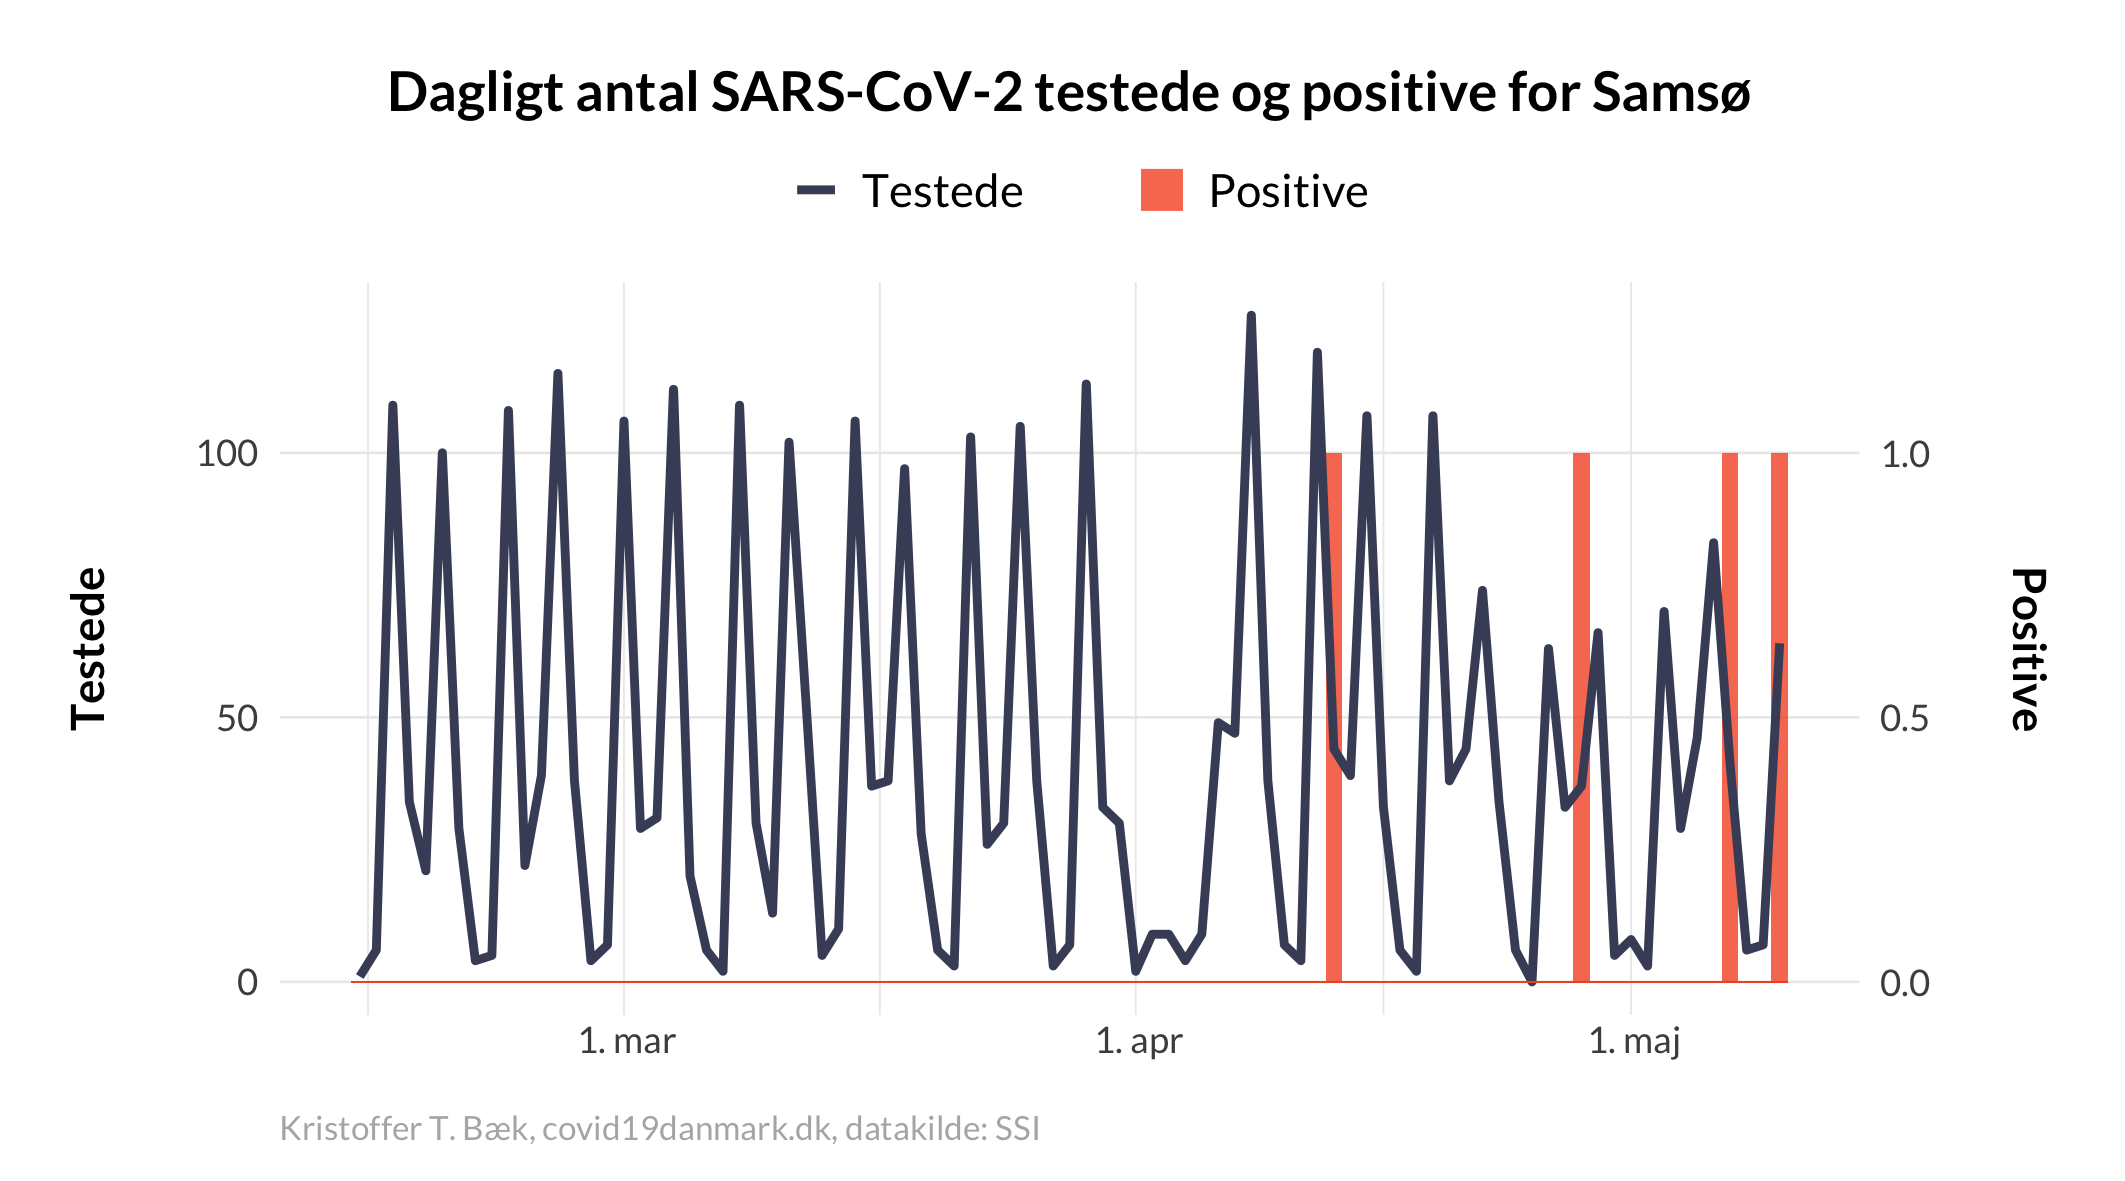 Dagligt antal SARS-CoV-2 testede og positive for Samsø
Testede Positive
100 1.0
50 0.5
0 0.0
Testede
Positive
1. mar 1. apr 1. maj
Kristoffer T. Bæk, covid19danmark.dk, datakilde: SSI